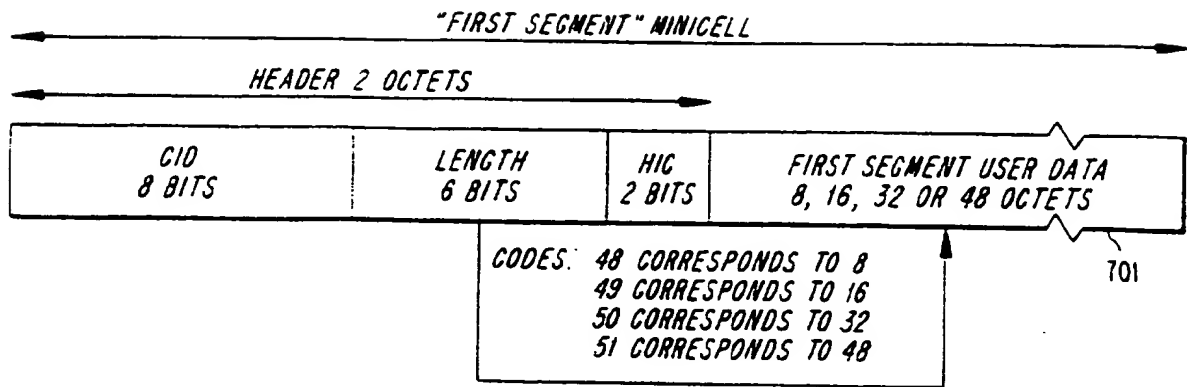 "FIRST SEGMENT" MINICELL
HEADER 2 OCTETS
CID
8 BITS
LENGTH
6 BITS
HIC
2 BITS
FIRST SEGMENT USER DATA
8, 16, 32 OR 48 OCTETS
CODES: 48 CORRESPONDS TO 8
49 CORRESPONDS TO 16
50 CORRESPONDS TO 32
51 CORRESPONDS TO 48
701